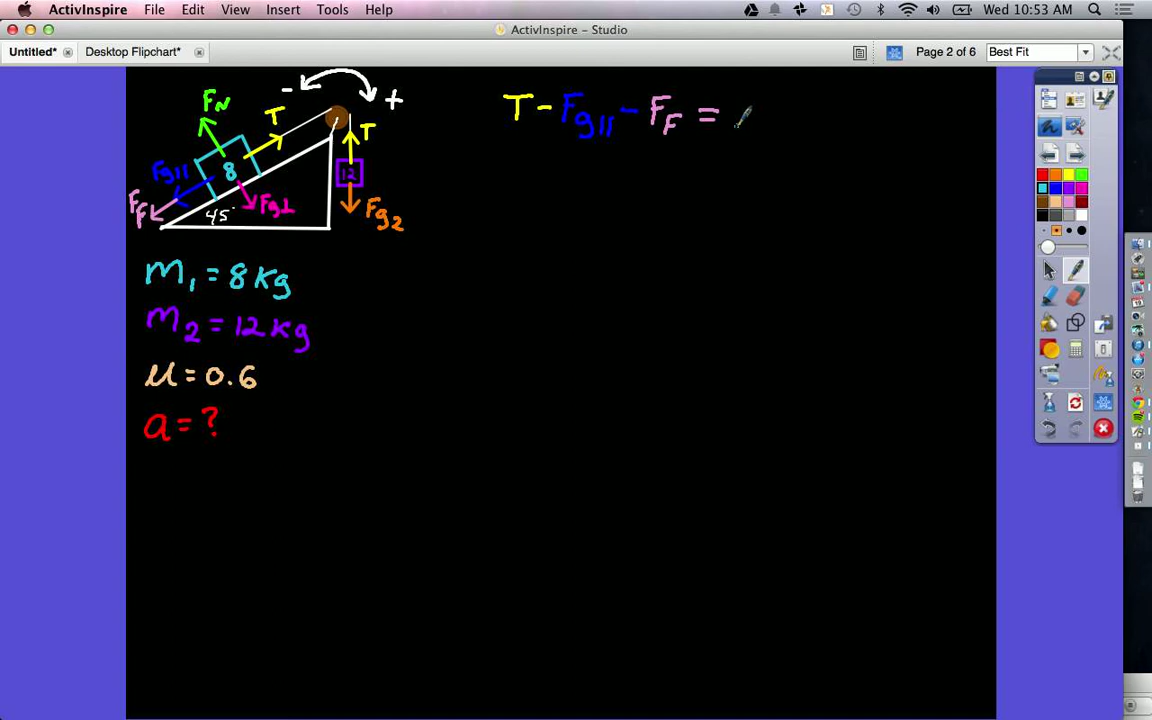 ActivInspire File Edit View Insert Tools Help Wed 10:53 AM
ActivInspire - Studio
Untitled* Desktop Flipchart* Page 2 of 6 Best Fit
- +
FN T T
Fg|| 8 12
FF 45° Fg⊥ Fg2
T - Fg|| - FF =
m1 = 8 kg
m2 = 12 kg
μ = 0.6
a = ?